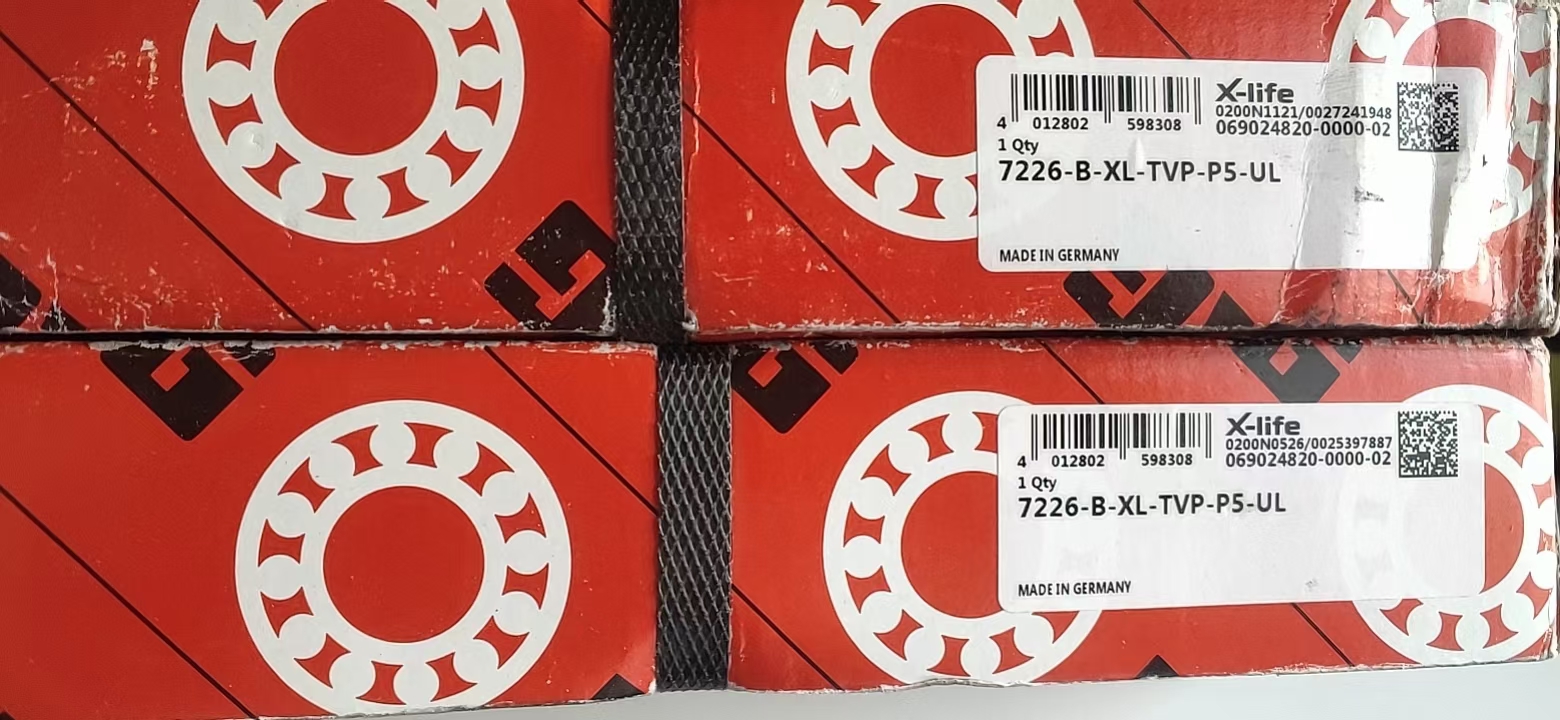 X-life
0200N1121/0027241948
069024820-0000-02
4 012802 598308
1 Qty
7226-B-XL-TVP-P5-UL
MADE IN GERMANY
X-life
0200N0526/0025397887
069024820-0000-02
4 012802 598308
1 Qty
7226-B-XL-TVP-P5-UL
MADE IN GERMANY